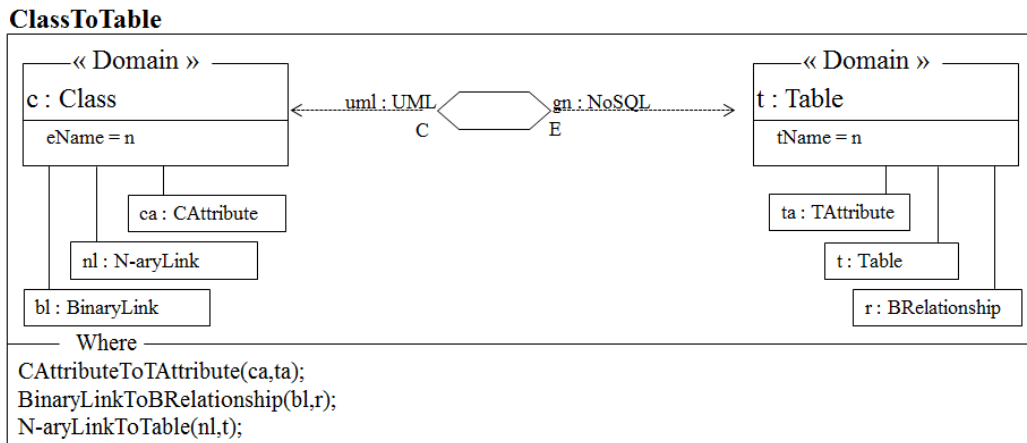 ClassToTable
« Domain »
« Domain »
c : Class
uml : UML
gn : NoSQL
t : Table
C
E
eName = n
tName = n
ca : CAttribute
ta : TAttribute
nl : N-aryLink
t : Table
bl : BinaryLink
r : BRelationship
Where
CAttributeToTAttribute(ca,ta);
BinaryLinkToBRelationship(bl,r);
N-aryLinkToTable(nl,t);